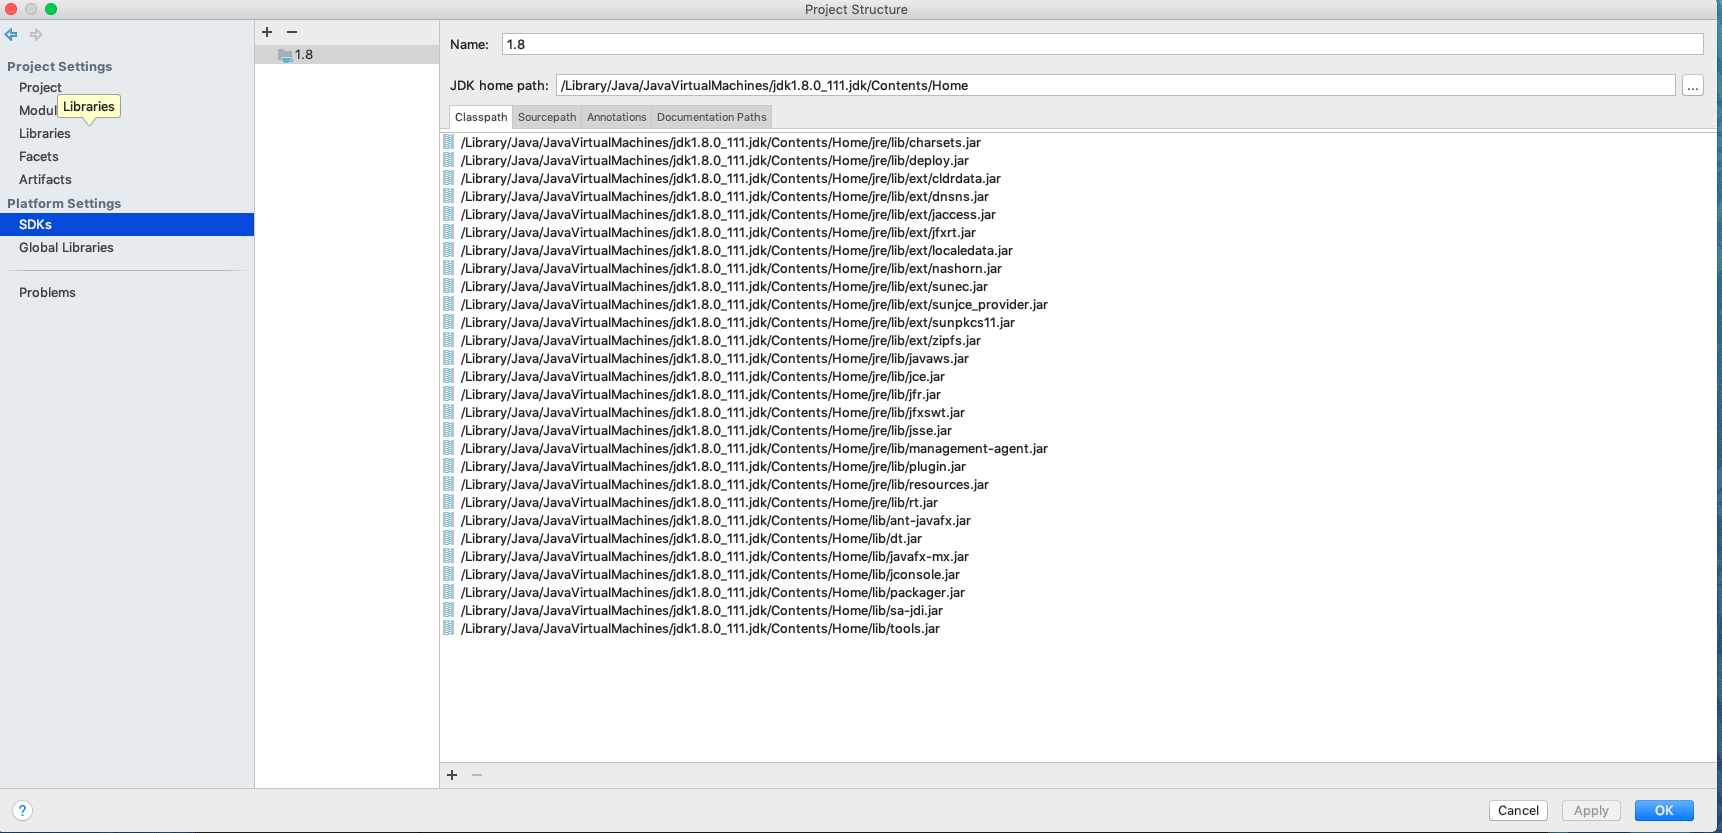 Project Structure
Project Settings
Project
Modul
Libraries
Libraries
Facets
Artifacts
Platform Settings
SDKs
Global Libraries
Problems
?
+ −
1.8
Name: 1.8
JDK home path: /Library/Java/JavaVirtualMachines/jdk1.8.0_111.jdk/Contents/Home ...
Classpath Sourcepath Annotations Documentation Paths
/Library/Java/JavaVirtualMachines/jdk1.8.0_111.jdk/Contents/Home/jre/lib/charsets.jar
/Library/Java/JavaVirtualMachines/jdk1.8.0_111.jdk/Contents/Home/jre/lib/deploy.jar
/Library/Java/JavaVirtualMachines/jdk1.8.0_111.jdk/Contents/Home/jre/lib/ext/cldrdata.jar
/Library/Java/JavaVirtualMachines/jdk1.8.0_111.jdk/Contents/Home/jre/lib/ext/dnsns.jar
/Library/Java/JavaVirtualMachines/jdk1.8.0_111.jdk/Contents/Home/jre/lib/ext/jaccess.jar
/Library/Java/JavaVirtualMachines/jdk1.8.0_111.jdk/Contents/Home/jre/lib/ext/jfxrt.jar
/Library/Java/JavaVirtualMachines/jdk1.8.0_111.jdk/Contents/Home/jre/lib/ext/localedata.jar
/Library/Java/JavaVirtualMachines/jdk1.8.0_111.jdk/Contents/Home/jre/lib/ext/nashorn.jar
/Library/Java/JavaVirtualMachines/jdk1.8.0_111.jdk/Contents/Home/jre/lib/ext/sunec.jar
/Library/Java/JavaVirtualMachines/jdk1.8.0_111.jdk/Contents/Home/jre/lib/ext/sunjce_provider.jar
/Library/Java/JavaVirtualMachines/jdk1.8.0_111.jdk/Contents/Home/jre/lib/ext/sunpkcs11.jar
/Library/Java/JavaVirtualMachines/jdk1.8.0_111.jdk/Contents/Home/jre/lib/ext/zipfs.jar
/Library/Java/JavaVirtualMachines/jdk1.8.0_111.jdk/Contents/Home/jre/lib/javaws.jar
/Library/Java/JavaVirtualMachines/jdk1.8.0_111.jdk/Contents/Home/jre/lib/jce.jar
/Library/Java/JavaVirtualMachines/jdk1.8.0_111.jdk/Contents/Home/jre/lib/jfr.jar
/Library/Java/JavaVirtualMachines/jdk1.8.0_111.jdk/Contents/Home/jre/lib/jfxswt.jar
/Library/Java/JavaVirtualMachines/jdk1.8.0_111.jdk/Contents/Home/jre/lib/jsse.jar
/Library/Java/JavaVirtualMachines/jdk1.8.0_111.jdk/Contents/Home/jre/lib/management-agent.jar
/Library/Java/JavaVirtualMachines/jdk1.8.0_111.jdk/Contents/Home/jre/lib/plugin.jar
/Library/Java/JavaVirtualMachines/jdk1.8.0_111.jdk/Contents/Home/jre/lib/resources.jar
/Library/Java/JavaVirtualMachines/jdk1.8.0_111.jdk/Contents/Home/jre/lib/rt.jar
/Library/Java/JavaVirtualMachines/jdk1.8.0_111.jdk/Contents/Home/lib/ant-javafx.jar
/Library/Java/JavaVirtualMachines/jdk1.8.0_111.jdk/Contents/Home/lib/dt.jar
/Library/Java/JavaVirtualMachines/jdk1.8.0_111.jdk/Contents/Home/lib/javafx-mx.jar
/Library/Java/JavaVirtualMachines/jdk1.8.0_111.jdk/Contents/Home/lib/jconsole.jar
/Library/Java/JavaVirtualMachines/jdk1.8.0_111.jdk/Contents/Home/lib/packager.jar
/Library/Java/JavaVirtualMachines/jdk1.8.0_111.jdk/Contents/Home/lib/sa-jdi.jar
/Library/Java/JavaVirtualMachines/jdk1.8.0_111.jdk/Contents/Home/lib/tools.jar
+ −
Cancel Apply OK